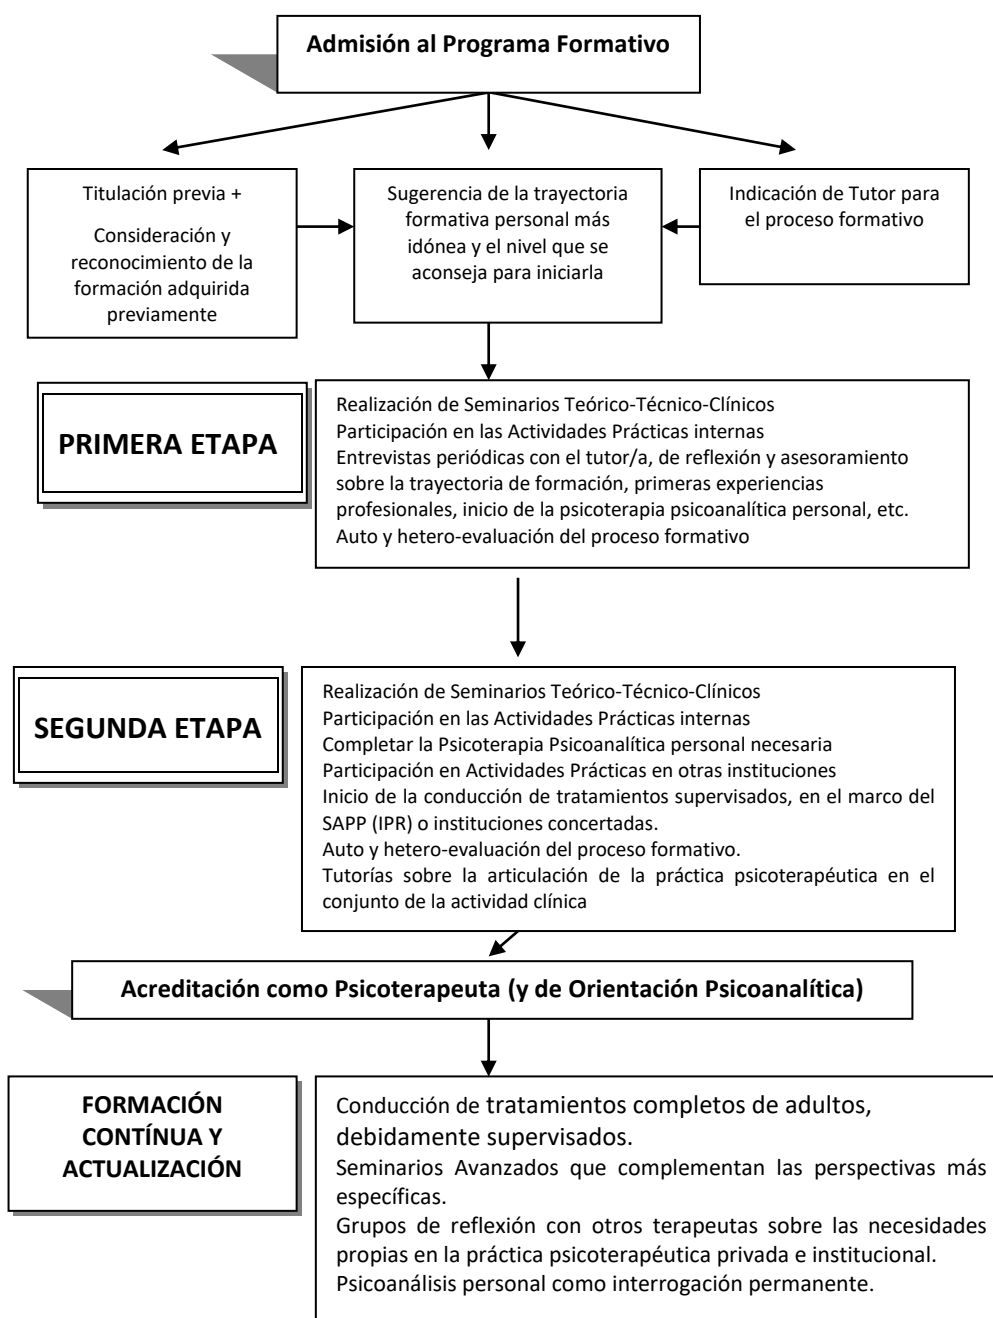 Admisión al Programa Formativo
Titulación previa +
Consideración y
reconocimiento de la
formación adquirida
previamente
Sugerencia de la trayectoria
formativa personal más
idónea y el nivel que se
aconseja para iniciarla
Indicación de Tutor para
el proceso formativo
PRIMERA ETAPA
Realización de Seminarios Teórico-Técnico-Clínicos
Participación en las Actividades Prácticas internas
Entrevistas periódicas con el tutor/a, de reflexión y asesoramiento
sobre la trayectoria de formación, primeras experiencias
profesionales, inicio de la psicoterapia psicoanalítica personal, etc.
Auto y hetero-evaluación del proceso formativo
SEGUNDA ETAPA
Realización de Seminarios Teórico-Técnico-Clínicos
Participación en las Actividades Prácticas internas
Completar la Psicoterapia Psicoanalítica personal necesaria
Participación en Actividades Prácticas en otras instituciones
Inicio de la conducción de tratamientos supervisados, en el marco del
SAPP (IPR) o instituciones concertadas.
Auto y hetero-evaluación del proceso formativo.
Tutorías sobre la articulación de la práctica psicoterapéutica en el
conjunto de la actividad clínica
Acreditación como Psicoterapeuta (y de Orientación Psicoanalítica)
FORMACIÓN
CONTÍNUA Y
ACTUALIZACIÓN
Conducción de tratamientos completos de adultos,
debidamente supervisados.
Seminarios Avanzados que complementan las perspectivas más
específicas.
Grupos de reflexión con otros terapeutas sobre las necesidades
propias en la práctica psicoterapéutica privada e institucional.
Psicoanálisis personal como interrogación permanente.